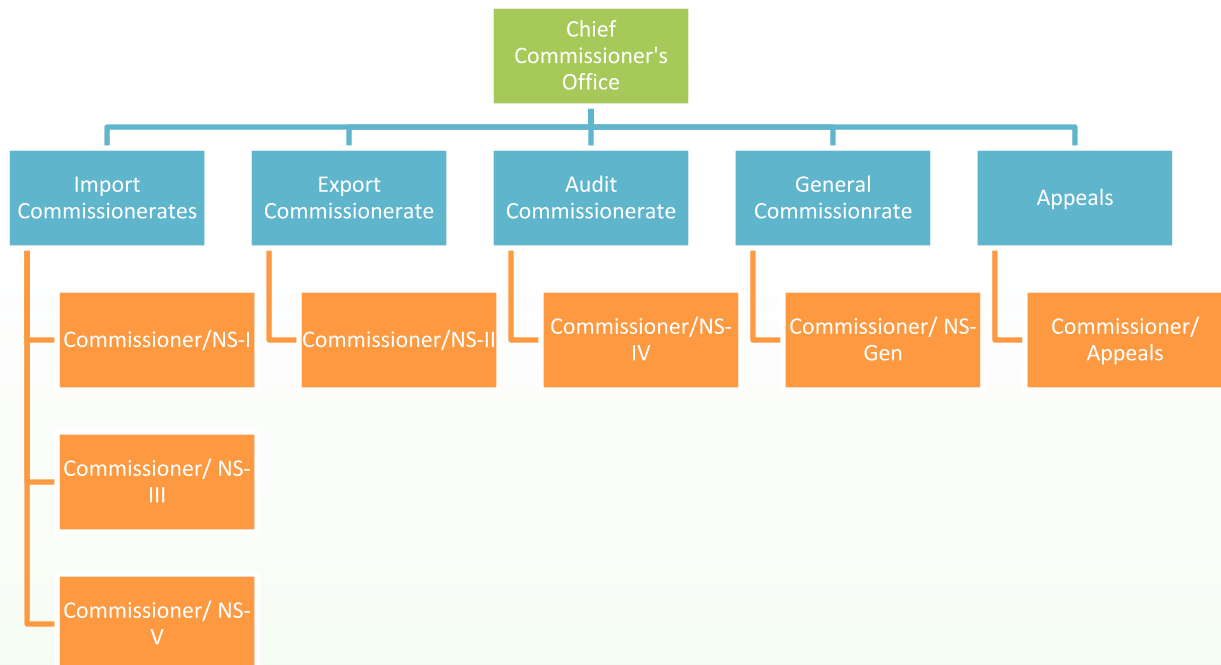 Chief
Commissioner's
Office
Import
Commissionerates
Export
Commissionerate
Audit
Commissionerate
General
Commissionrate
Appeals
Commissioner/NS-I
Commissioner/NS-II
Commissioner/NS-
IV
Commissioner/ NS-
Gen
Commissioner/
Appeals
Commissioner/ NS-
III
Commissioner/ NS-
V